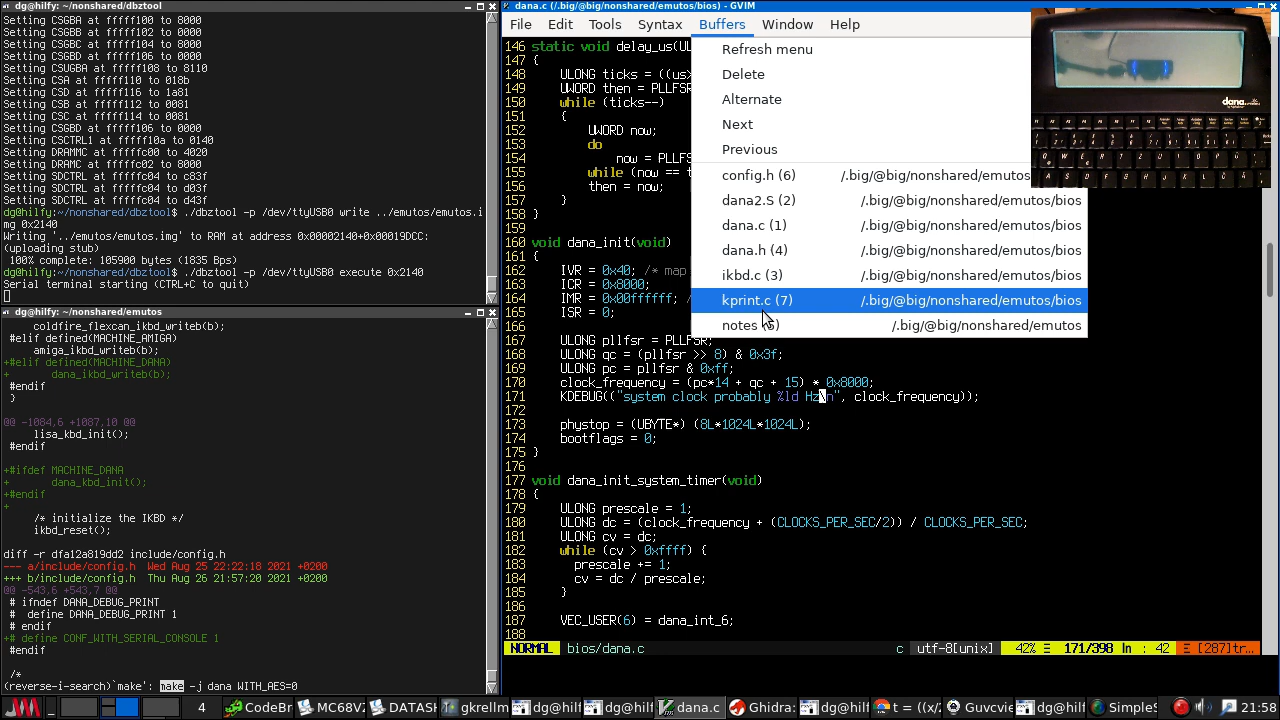 dg@hilfy: ~/nonshared/dbztool
Setting CSGBA at fffff100 to 8000
Setting CSGBB at fffff102 to 0000
Setting CSGBC at fffff104 to 8000
Setting CSGBD at fffff106 to 0000
Setting CSUGBA at fffff108 to 8110
Setting CSA at fffff110 to 018b
Setting CSD at fffff116 to 1a81
Setting CSB at fffff112 to 0081
Setting CSC at fffff114 to 0081
Setting CSGBD at fffff106 to 0000
Setting CSCTRL1 at fffff10a to 0140
Setting DRAMMC at fffffc00 to 4020
Setting DRAMC at fffffc02 to 8000
Setting SDCTRL at fffffc04 to c83f
Setting SDCTRL at fffffc04 to d03f
Setting SDCTRL at fffffc04 to d43f
dg@hilfy:~/nonshared/dbztool$ ./dbztool -p /dev/ttyUSB0 write ../emutos/emutos.i
mg 0x2140
Writing '../emutos/emutos.img' to RAM at address 0x00002140+0x00019DCC:
(uploading stub)
100% complete: 105900 bytes (1835 Bps)
dg@hilfy:~/nonshared/dbztool$ ./dbztool -p /dev/ttyUSB0 execute 0x2140
Serial terminal starting (CTRL+C to quit)
dg@hilfy: ~/nonshared/emutos
coldfire_flexcan_ikbd_writeb(b);
#elif defined(MACHINE_AMIGA)
amiga_ikbd_writeb(b);
+#elif defined(MACHINE_DANA)
+ dana_ikbd_writeb(b);
#endif
}
@@ -1084,6 +1087,10 @@
lisa_kbd_init();
#endif
+#ifdef MACHINE_DANA
+ dana_kbd_init();
+#endif
+
/* initialize the IKBD */
ikbd_reset();
diff -r dfa12a819dd2 include/config.h
--- a/include/config.h Wed Aug 25 22:22:18 2021 +0200
+++ b/include/config.h Thu Aug 26 21:57:20 2021 +0200
@@ -543,6 +543,7 @@
# ifndef DANA_DEBUG_PRINT
# define DANA_DEBUG_PRINT 1
# endif
+# define CONF_WITH_SERIAL_CONSOLE 1
#endif
/*
(reverse-i-search)`make': make -j dana WITH_AES=0
dana.c (/.big/@big/nonshared/emutos/bios) - GVIM
File Edit Tools Syntax Buffers Window Help
Refresh menu
Delete
Alternate
Next
Previous
config.h (6) /.big/@big/nonshared/emutos
dana2.S (2) /.big/@big/nonshared/emutos/bios
dana.c (1) /.big/@big/nonshared/emutos/bios
dana.h (4) /.big/@big/nonshared/emutos/bios
ikbd.c (3) /.big/@big/nonshared/emutos/bios
kprint.c (7) /.big/@big/nonshared/emutos/bios
notes /.big/@big/nonshared/emutos
146 static void delay_us(UL
147 {
148 ULONG ticks = ((us
149 UWORD then = PLLFSR
150 while (ticks--)
151 {
152 UWORD now;
153 do
154 now = PLLFS
155 while (now == t
156 then = now;
157 }
158 }
159
160 void dana_init(void)
161 {
162 IVR = 0x40; /* map
163 ICR = 0x8000;
164 IMR = 0x00ffffff; /
165 ISR = 0;
166
167 ULONG pllfsr = PLLFSR;
168 ULONG qc = (pllfsr >> 8) & 0x3f;
169 ULONG pc = pllfsr & 0xff;
170 clock_frequency = (pc*14 + qc + 15) * 0x8000;
171 KDEBUG(("system clock probably %ld Hz\n", clock_frequency));
172
173 phystop = (UBYTE*) (8L*1024L*1024L);
174 bootflags = 0;
175 }
176
177 void dana_init_system_timer(void)
178 {
179 ULONG prescale = 1;
180 ULONG dc = (clock_frequency + (CLOCKS_PER_SEC/2)) / CLOCKS_PER_SEC;
181 ULONG cv = dc;
182 while (cv > 0xffff) {
183 prescale += 1;
184 cv = dc / prescale;
185 }
186
187 VEC_USER(6) = dana_int_6;
188
NORMAL bios/dana.c c utf-8[unix] 42% ☰ 171/398 ln : 42 Ξ [287]tr…
dana
4 CodeBr MC68V DATASH gkrellm dg@hil dg@hilf dana.c Ghidra: dg@hilf t = ((x/ Guvcvie Simple 21:58